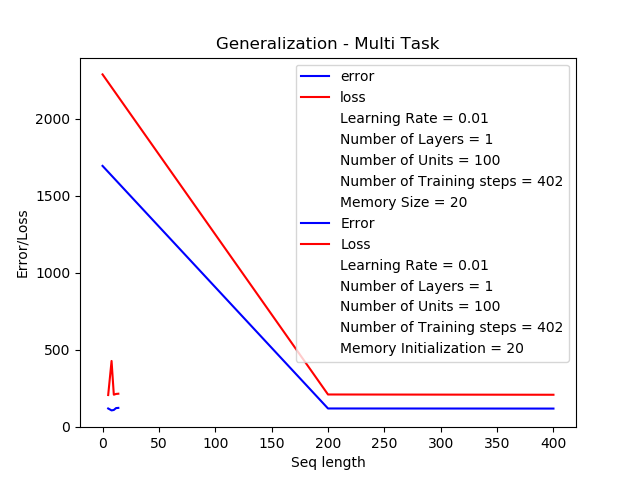 Generalization - Multi Task
error
loss
Learning Rate = 0.01
Number of Layers = 1
Number of Units = 100
Number of Training steps = 402
Memory Size = 20
Error
Loss
Learning Rate = 0.01
Number of Layers = 1
Number of Units = 100
Number of Training steps = 402
Memory Initialization = 20
Error/Loss
2000
1500
1000
500
0
0 50 100 150 200 250 300 350 400
Seq length